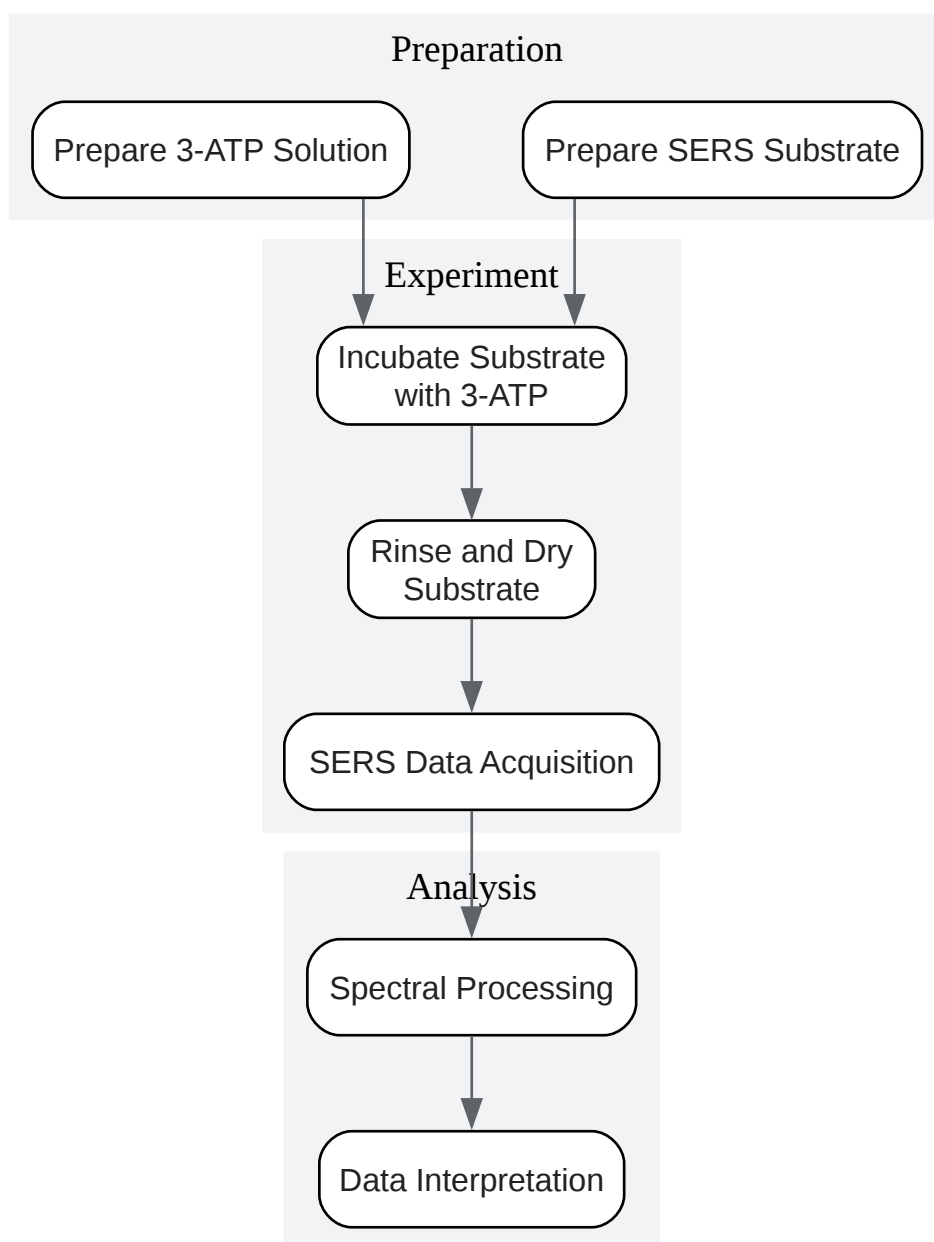 Preparation
Prepare 3-ATP Solution
Prepare SERS Substrate
Experiment
Incubate Substrate
with 3-ATP
Rinse and Dry
Substrate
SERS Data Acquisition
Analysis
Spectral Processing
Data Interpretation